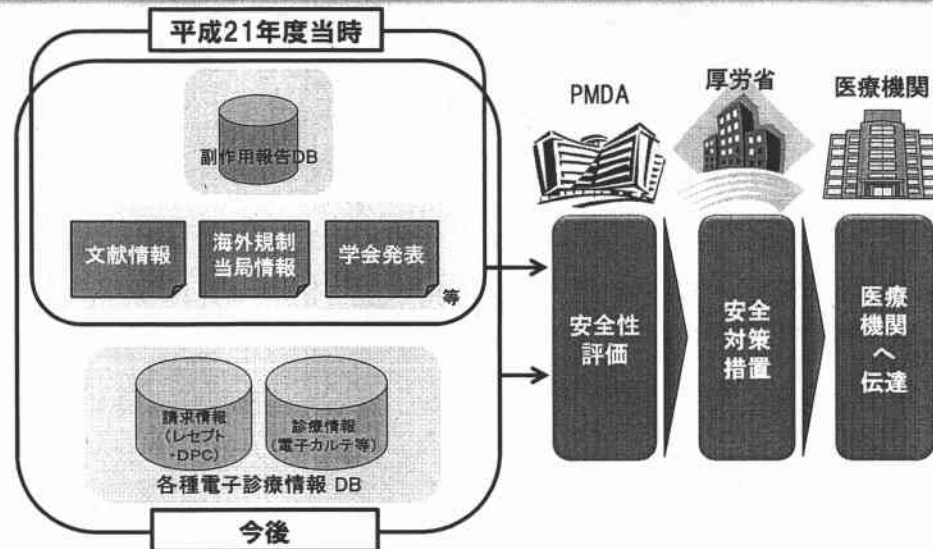 平成21年度当時
副作用報告DB
文献情報
海外規制
当局情報
学会発表
等
請求情報
(レセプト
・DPC)
診療情報
(電子カルテ等)
各種電子診療情報 DB
今後
PMDA
厚労省
医療機関
安全性
評価
安全
対策
措置
医療
機関
へ
伝達